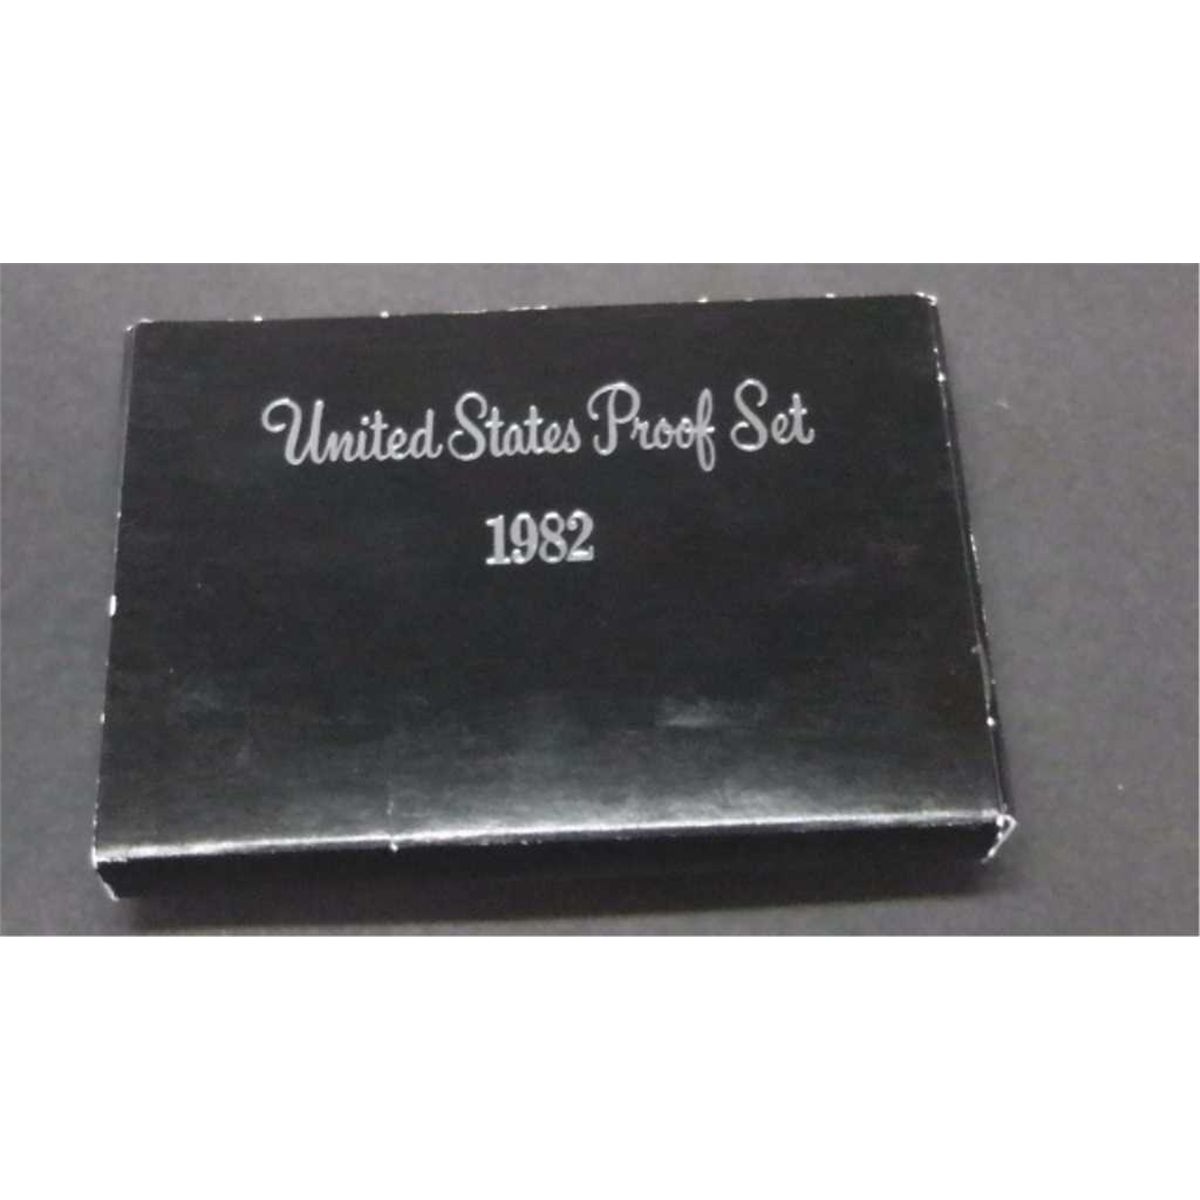 United States Proof Set
1982